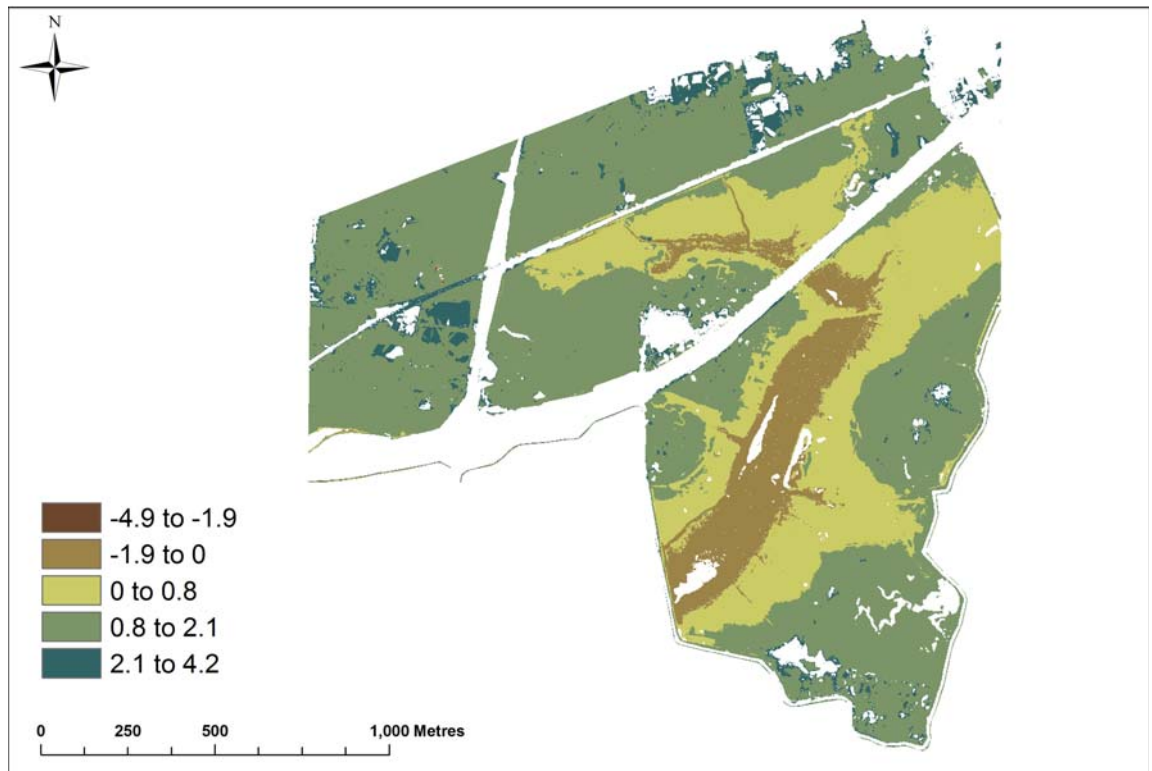 N
-4.9 to -1.9
-1.9 to 0
0 to 0.8
0.8 to 2.1
2.1 to 4.2
0 250 500 1,000 Metres